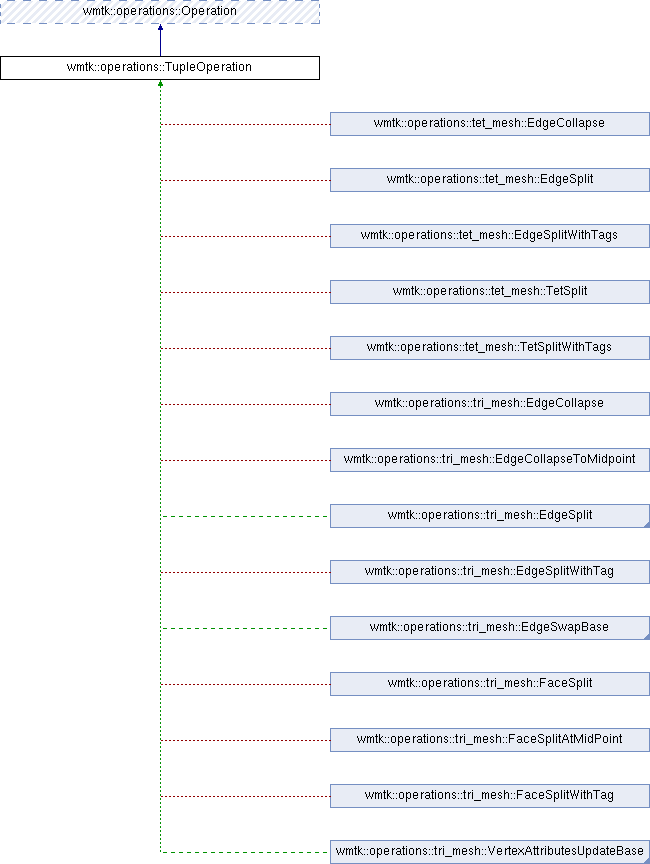 wmtk::operations::Operation
wmtk::operations::TupleOperation
wmtk::operations::tet_mesh::EdgeCollapse
wmtk::operations::tet_mesh::EdgeSplit
wmtk::operations::tet_mesh::EdgeSplitWithTags
wmtk::operations::tet_mesh::TetSplit
wmtk::operations::tet_mesh::TetSplitWithTags
wmtk::operations::tri_mesh::EdgeCollapse
wmtk::operations::tri_mesh::EdgeCollapseToMidpoint
wmtk::operations::tri_mesh::EdgeSplit
wmtk::operations::tri_mesh::EdgeSplitWithTag
wmtk::operations::tri_mesh::EdgeSwapBase
wmtk::operations::tri_mesh::FaceSplit
wmtk::operations::tri_mesh::FaceSplitAtMidPoint
wmtk::operations::tri_mesh::FaceSplitWithTag
wmtk::operations::tri_mesh::VertexAttributesUpdateBase